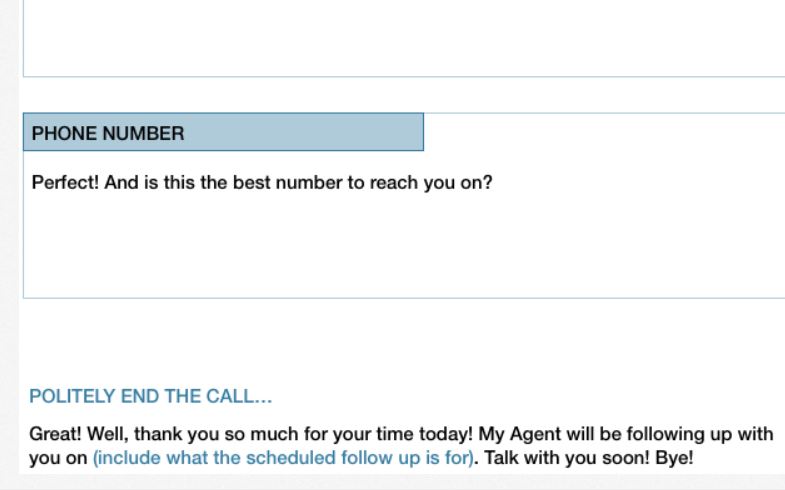 PHONE NUMBER
Perfect! And is this the best number to reach you on?
POLITELY END THE CALL...
Great! Well, thank you so much for your time today! My Agent will be following up with
you on (include what the scheduled follow up is for). Talk with you soon! Bye!